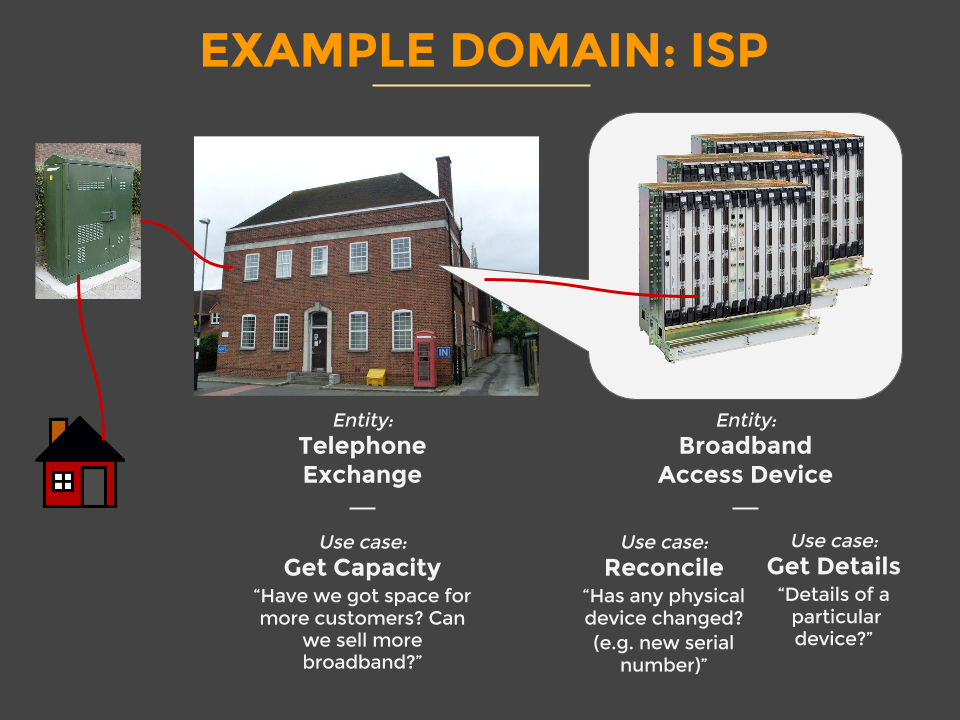 EXAMPLE DOMAIN: ISP
IN
Entity:
Telephone
Exchange
Use case:
Get Capacity
“Have we got space for
more customers? Can
we sell more
broadband?”
Entity:
Broadband
Access Device
Use case:
Reconcile
“Has any physical
device changed?
(e.g. new serial
number)”
Use case:
Get Details
“Details of a
particular
device?”